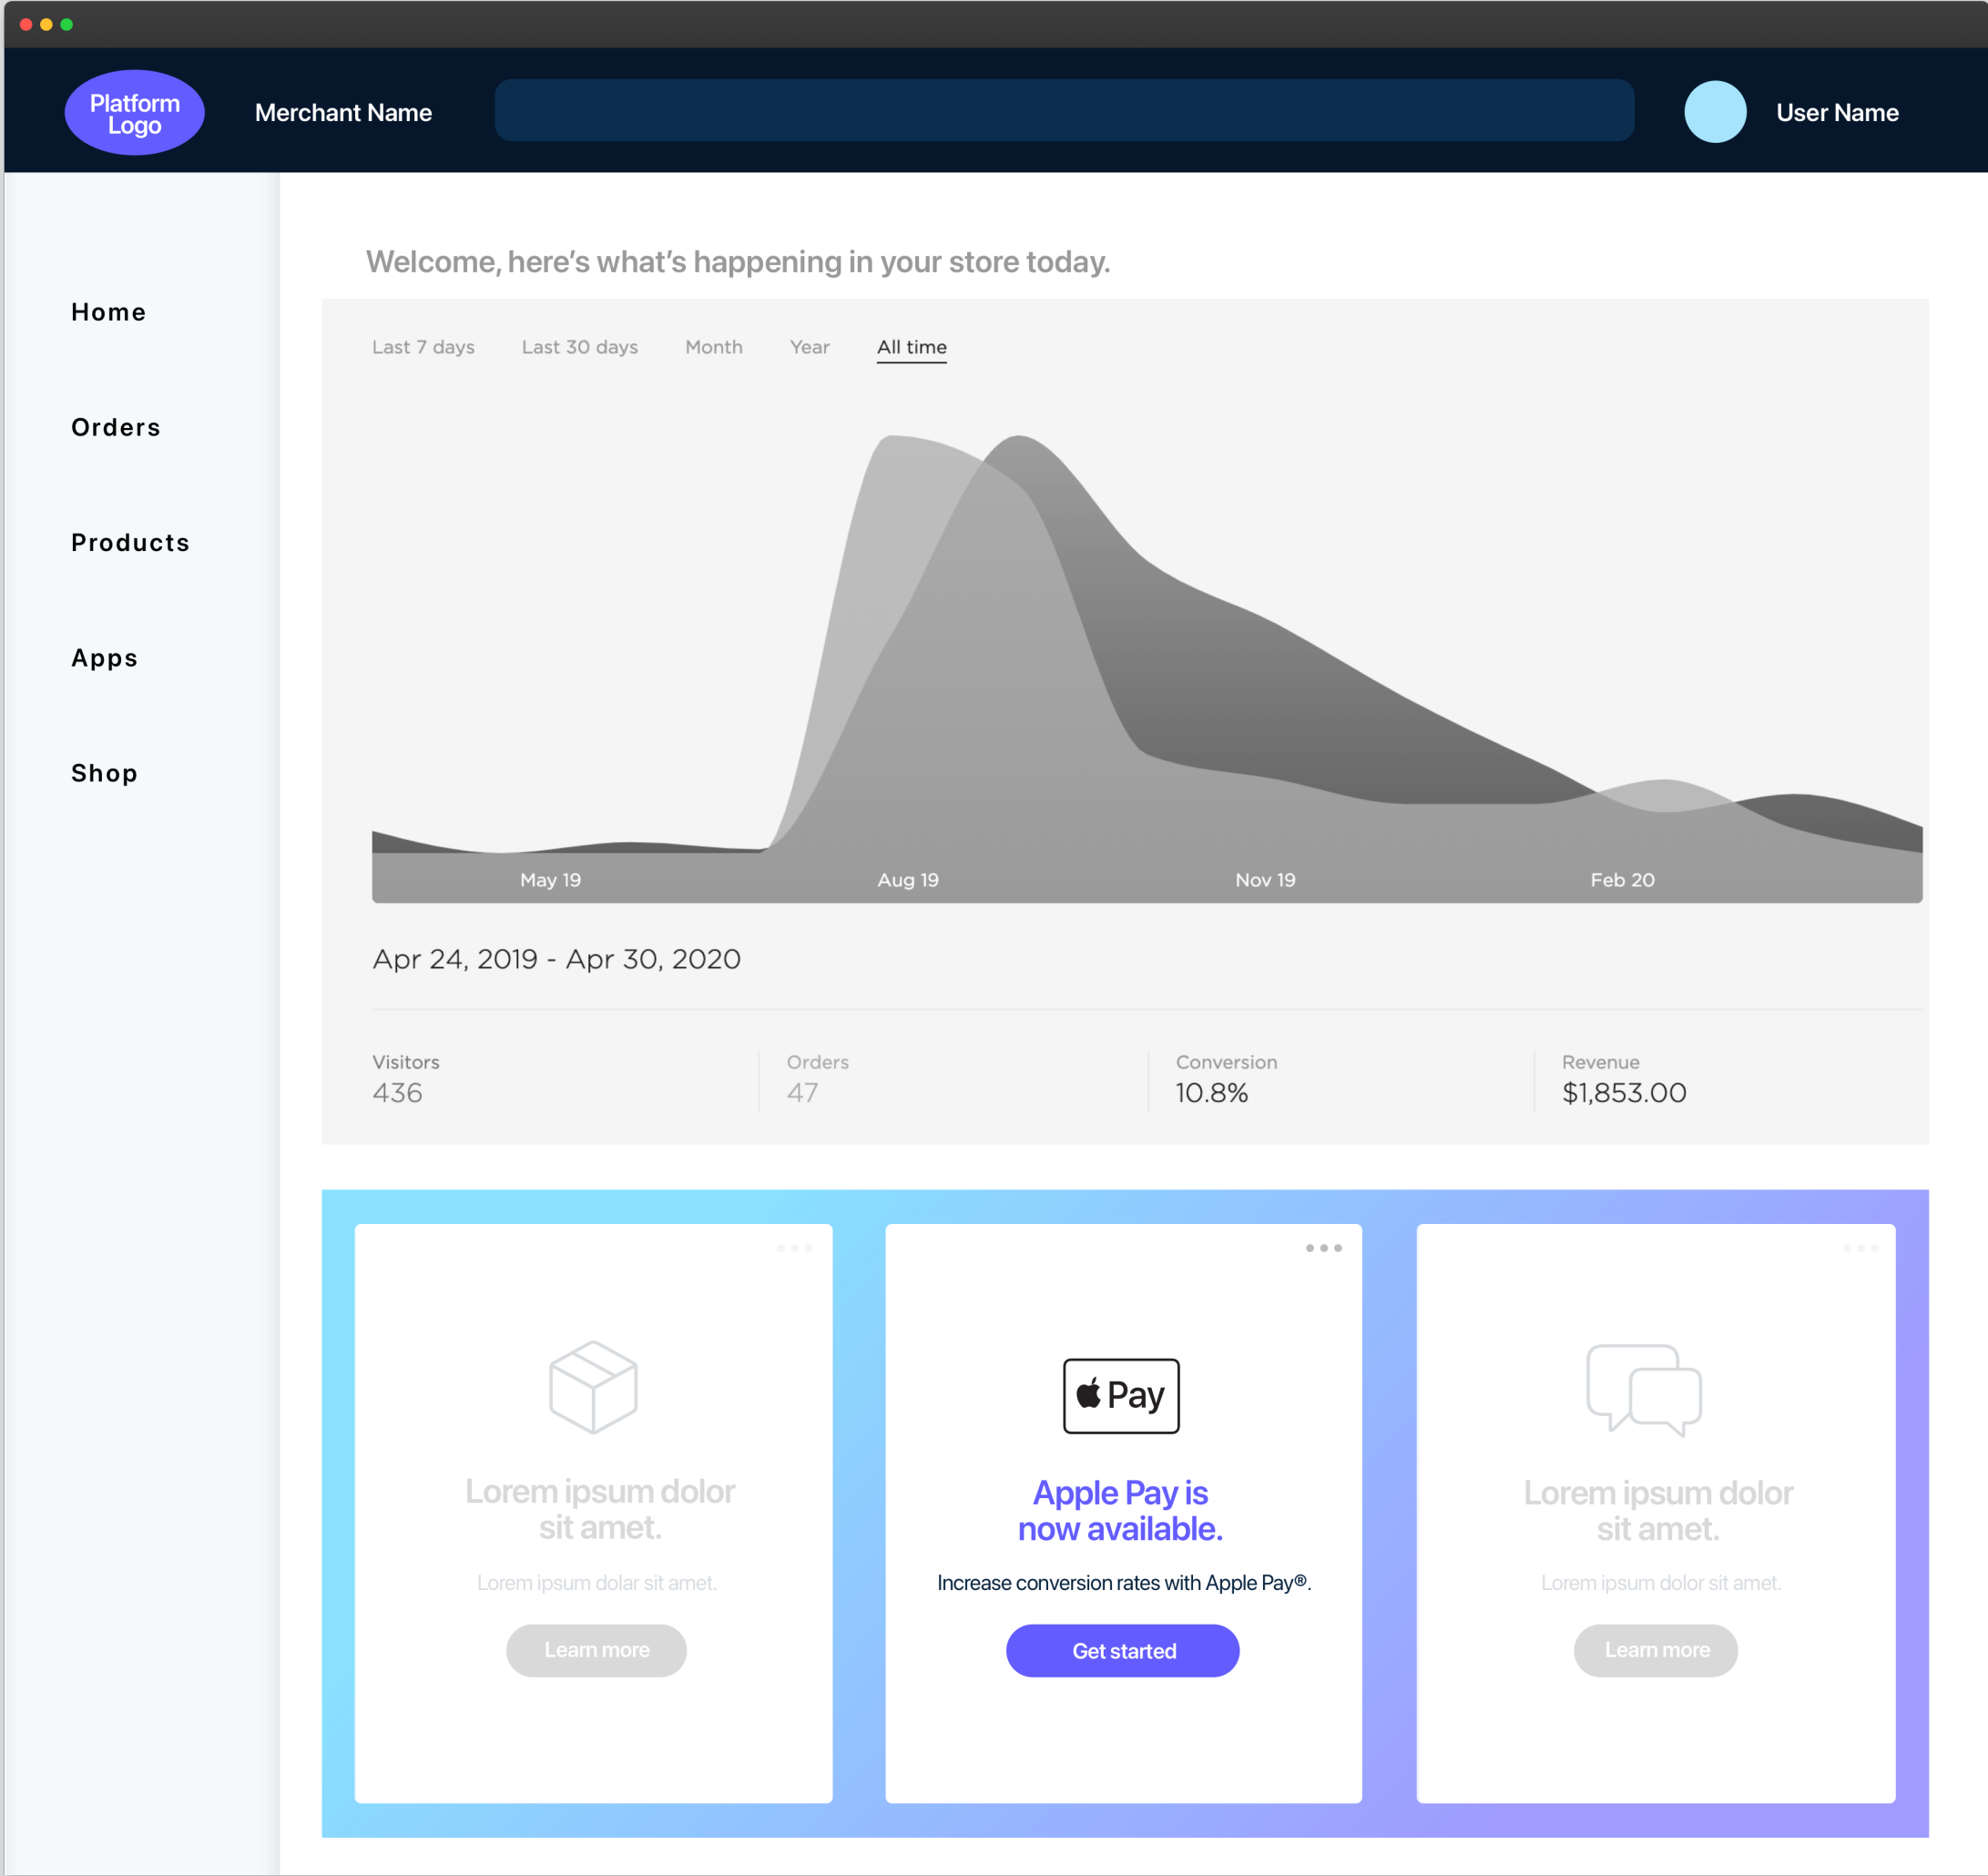 Platform
Logo
Merchant Name
User Name
Home
Orders
Products
Apps
Shop
Welcome, here’s what’s happening in your store today.
Last 7 days Last 30 days Month Year All time
May 19 Aug 19 Nov 19 Feb 20
Apr 24, 2019 - Apr 30, 2020
Visitors Orders Conversion Revenue
436 47 10.8% $1,853.00
Lorem ipsum dolor
sit amet.
Lorem ipsum dolar sit amet.
Learn more
Pay
Apple Pay is
now available.
Increase conversion rates with Apple Pay®.
Get started
Lorem ipsum dolor
sit amet.
Lorem ipsum dolor sit amet.
Learn more